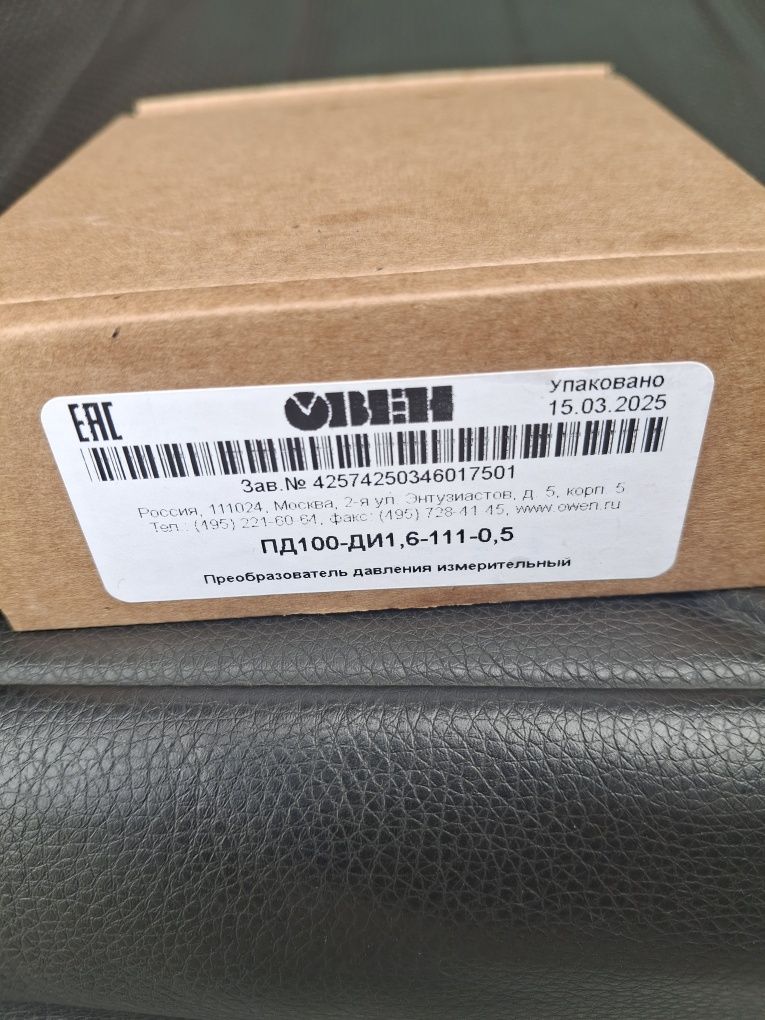 EAC
ОВЕН
Упаковано
15.03.2025
Зав.№ 42574250346017501
Россия, 111024, Москва, 2-я ул. Энтузиастов, д. 5, корп. 5
Тел.: (495) 221-60-64, факс: (495) 728-41-45, www.owen.ru
ПД100-ДИ1,6-111-0,5
Преобразователь давления измерительный